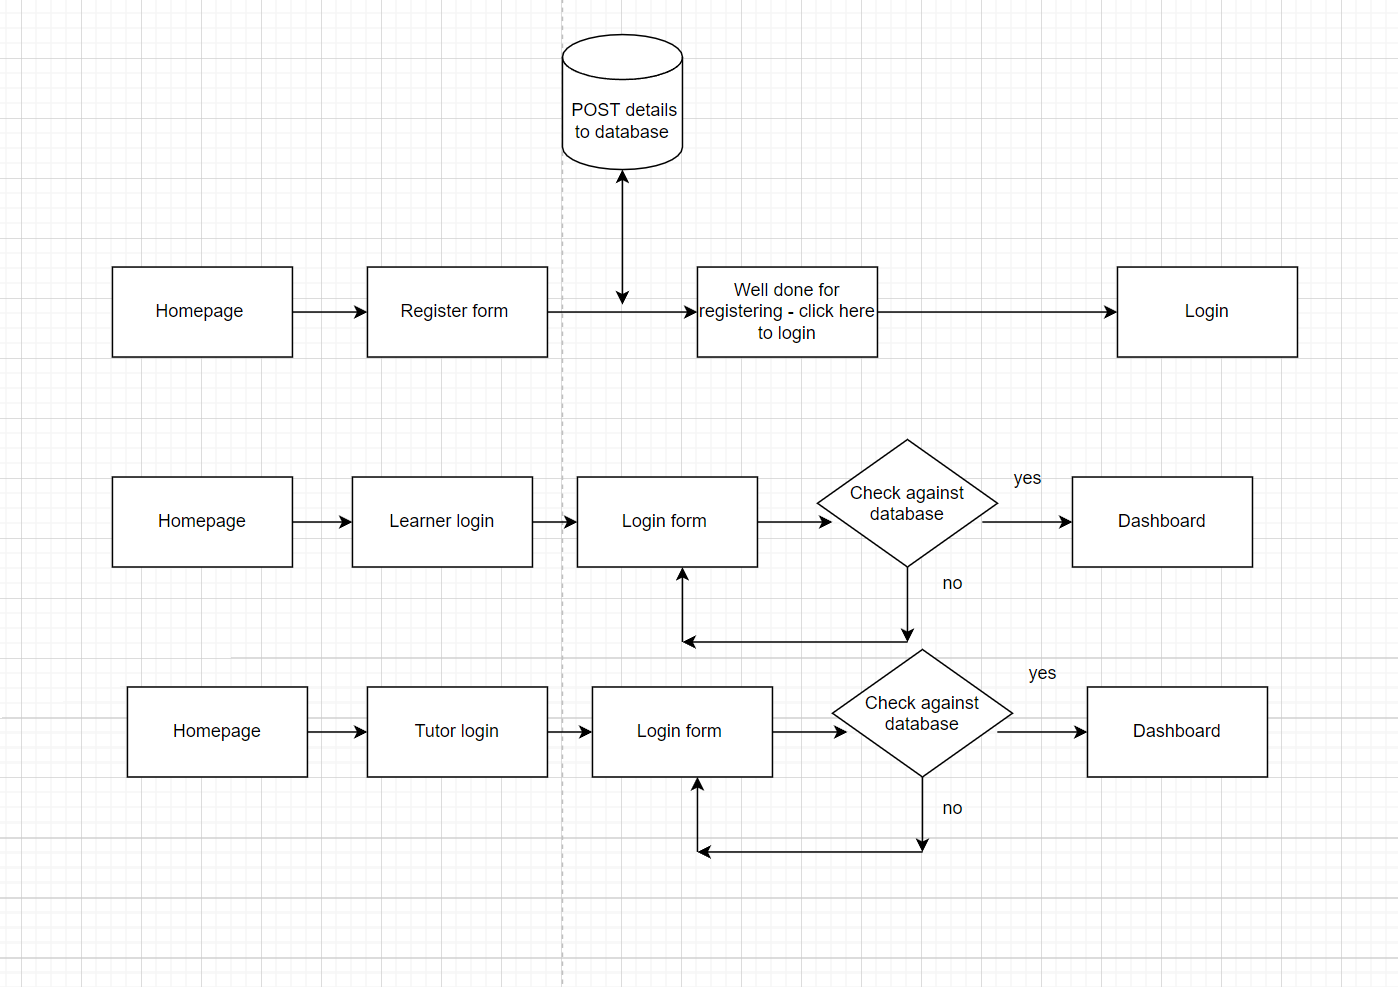 POST details
to database
Homepage
Register form
Well done for
registering - click here
to login
Login
Homepage
Learner login
Login form
Check against
database
yes
Dashboard
no
Homepage
Tutor login
Login form
Check against
database
yes
Dashboard
no